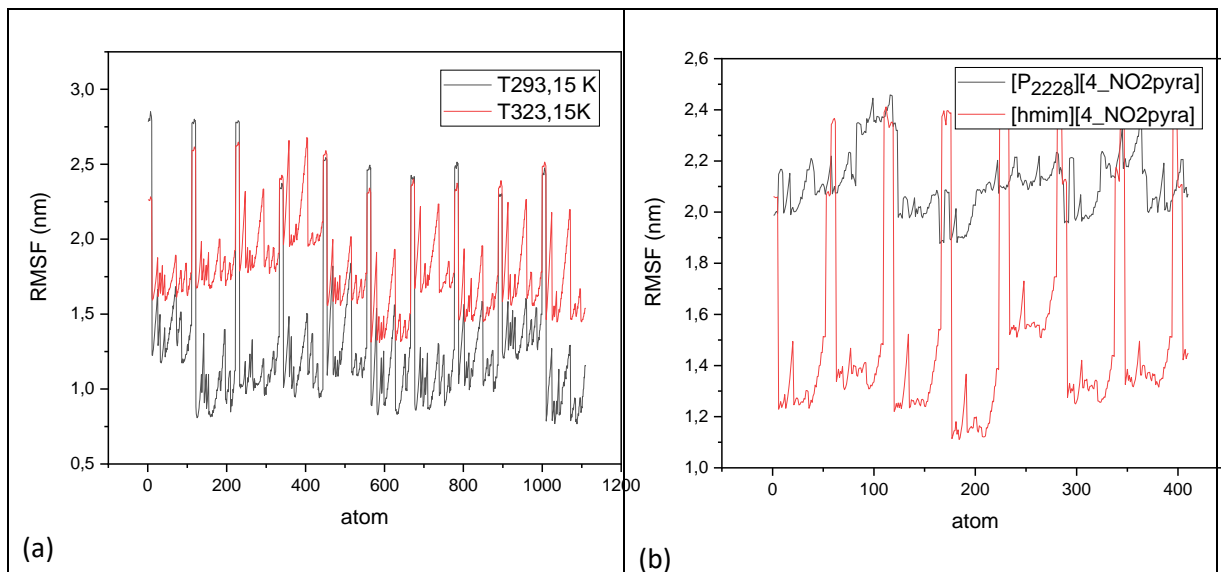 3,0
2,5
2,0
1,5
1,0
0,5
RMSF (nm)
0
200
400
600
800
1000
1200
atom
T293,15 K
T323,15K
(a)
2,6
2,4
2,2
2,0
1,8
1,6
1,4
1,2
1,0
RMSF (nm)
0
100
200
300
400
atom
[P2228][4_NO2pyra]
[hmim][4_NO2pyra]
(b)